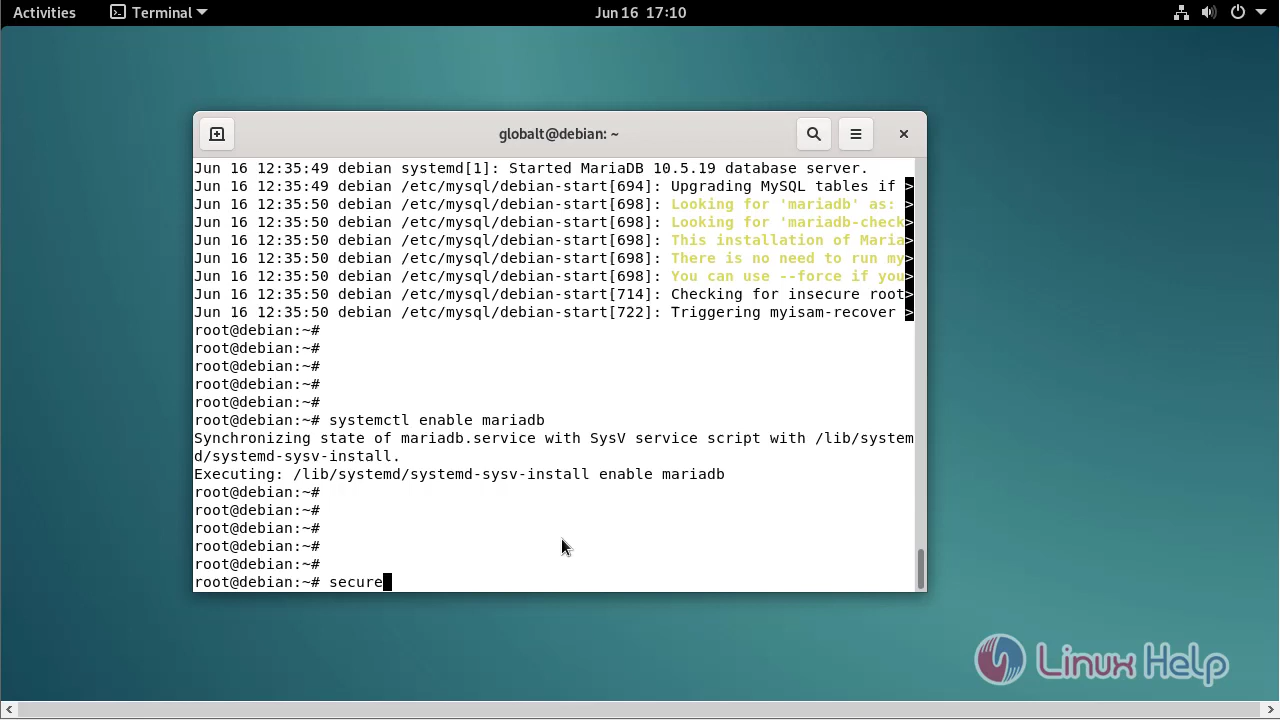 Activities Terminal Jun 16 17:10
globalt@debian: ~
Jun 16 12:35:49 debian systemd[1]: Started MariaDB 10.5.19 database server.
Jun 16 12:35:49 debian /etc/mysql/debian-start[694]: Upgrading MySQL tables if >
Jun 16 12:35:50 debian /etc/mysql/debian-start[698]: Looking for 'mariadb' as: >
Jun 16 12:35:50 debian /etc/mysql/debian-start[698]: Looking for 'mariadb-check>
Jun 16 12:35:50 debian /etc/mysql/debian-start[698]: This installation of Maria>
Jun 16 12:35:50 debian /etc/mysql/debian-start[698]: There is no need to run my>
Jun 16 12:35:50 debian /etc/mysql/debian-start[698]: You can use --force if you>
Jun 16 12:35:50 debian /etc/mysql/debian-start[714]: Checking for insecure root>
Jun 16 12:35:50 debian /etc/mysql/debian-start[722]: Triggering myisam-recover >
root@debian:~#
root@debian:~#
root@debian:~#
root@debian:~#
root@debian:~#
root@debian:~# systemctl enable mariadb
Synchronizing state of mariadb.service with SysV service script with /lib/system
d/systemd-sysv-install.
Executing: /lib/systemd/systemd-sysv-install enable mariadb
root@debian:~#
root@debian:~#
root@debian:~#
root@debian:~#
root@debian:~#
root@debian:~# secure
Linux Help